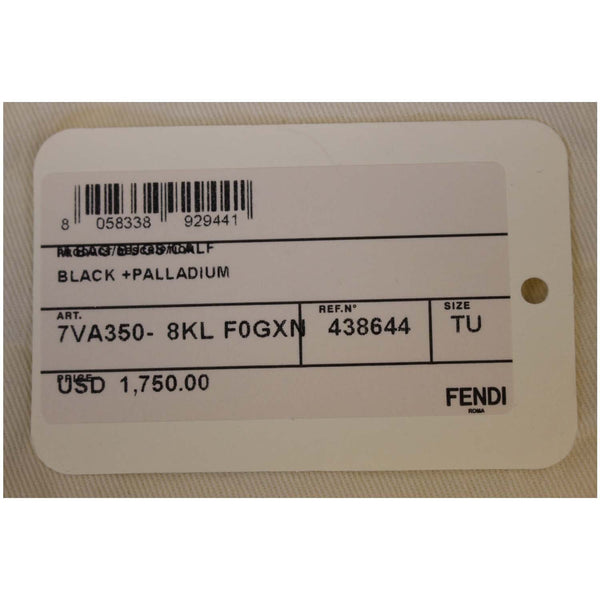 8 058338 929441
BLACK +PALLADIUM
ART.
7VA350- 8KL F0GXN
REF.N°
438644
SIZE
TU
PRICE
USD 1,750.00
FENDI
ROMA